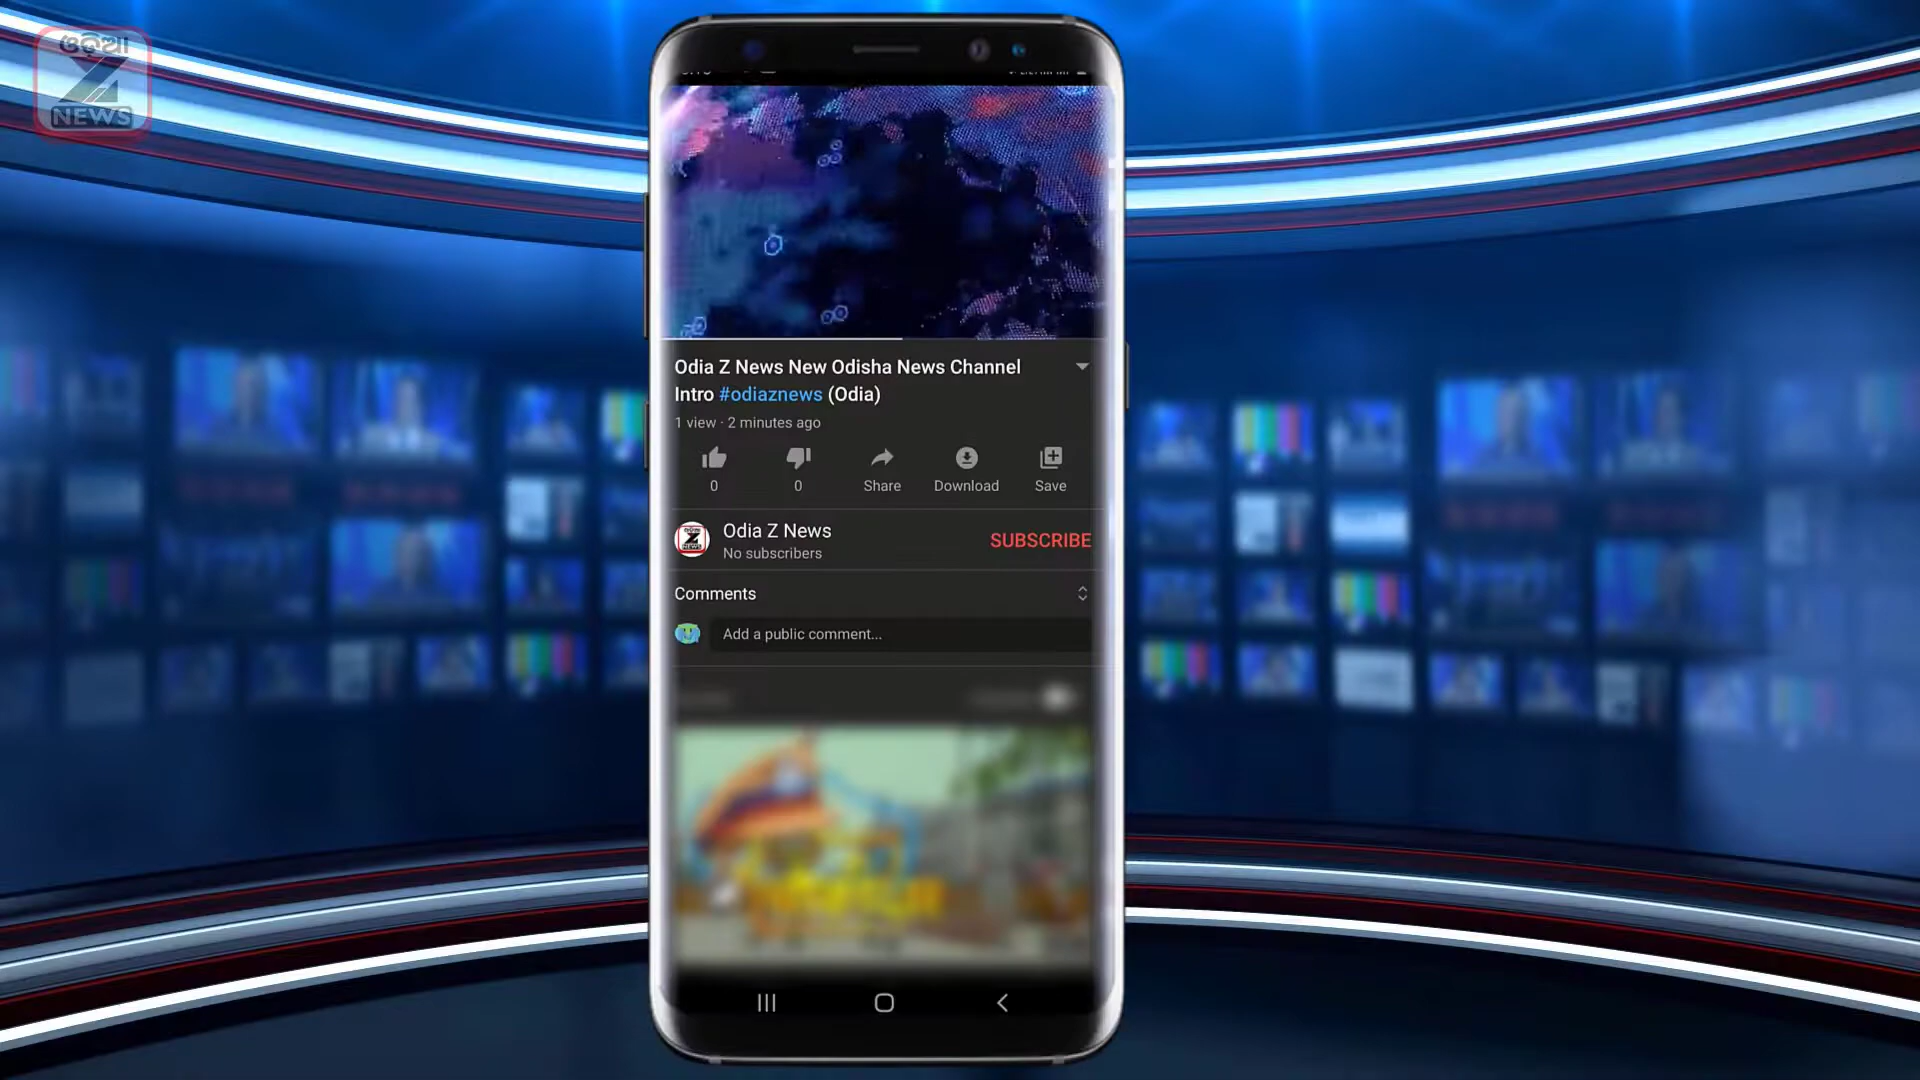 ଓଡ଼ିଆ
Z
NEWS
Odia Z News New Odisha News Channel
Intro #odiaznews (Odia)
1 view · 2 minutes ago
0
0
Share
Download
Save
Odia Z News
No subscribers
SUBSCRIBE
Comments
Add a public comment...